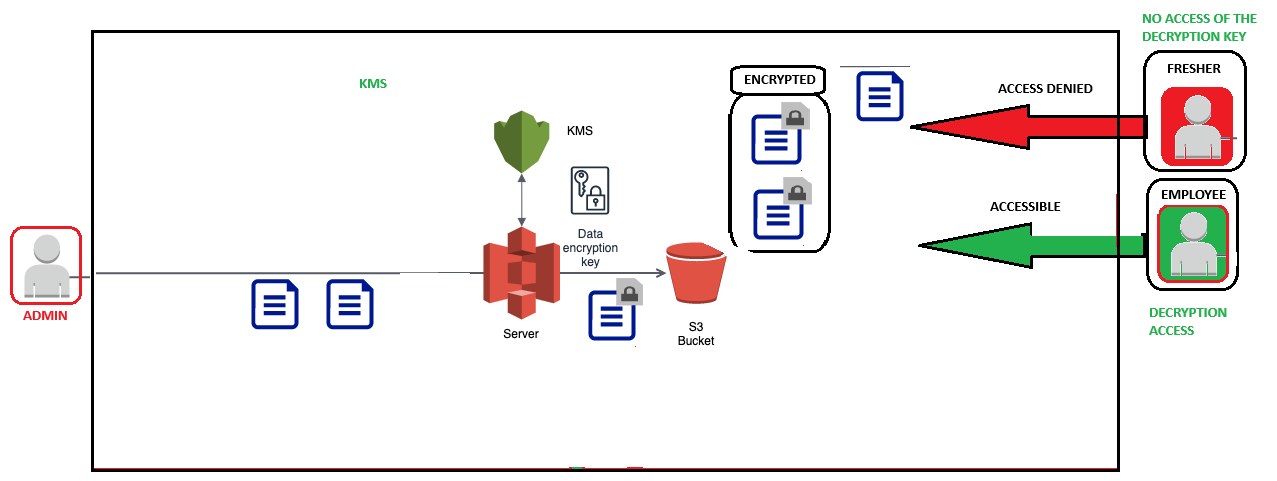 NO ACCESS OF THE
DECRYPTION KEY
FRESHER
ENCRYPTED
KMS
ACCESS DENIED
KMS
EMPLOYEE
ACCESSIBLE
Data
encryption
key
ADMIN
Server
S3
Bucket
DECRYPTION
ACCESS